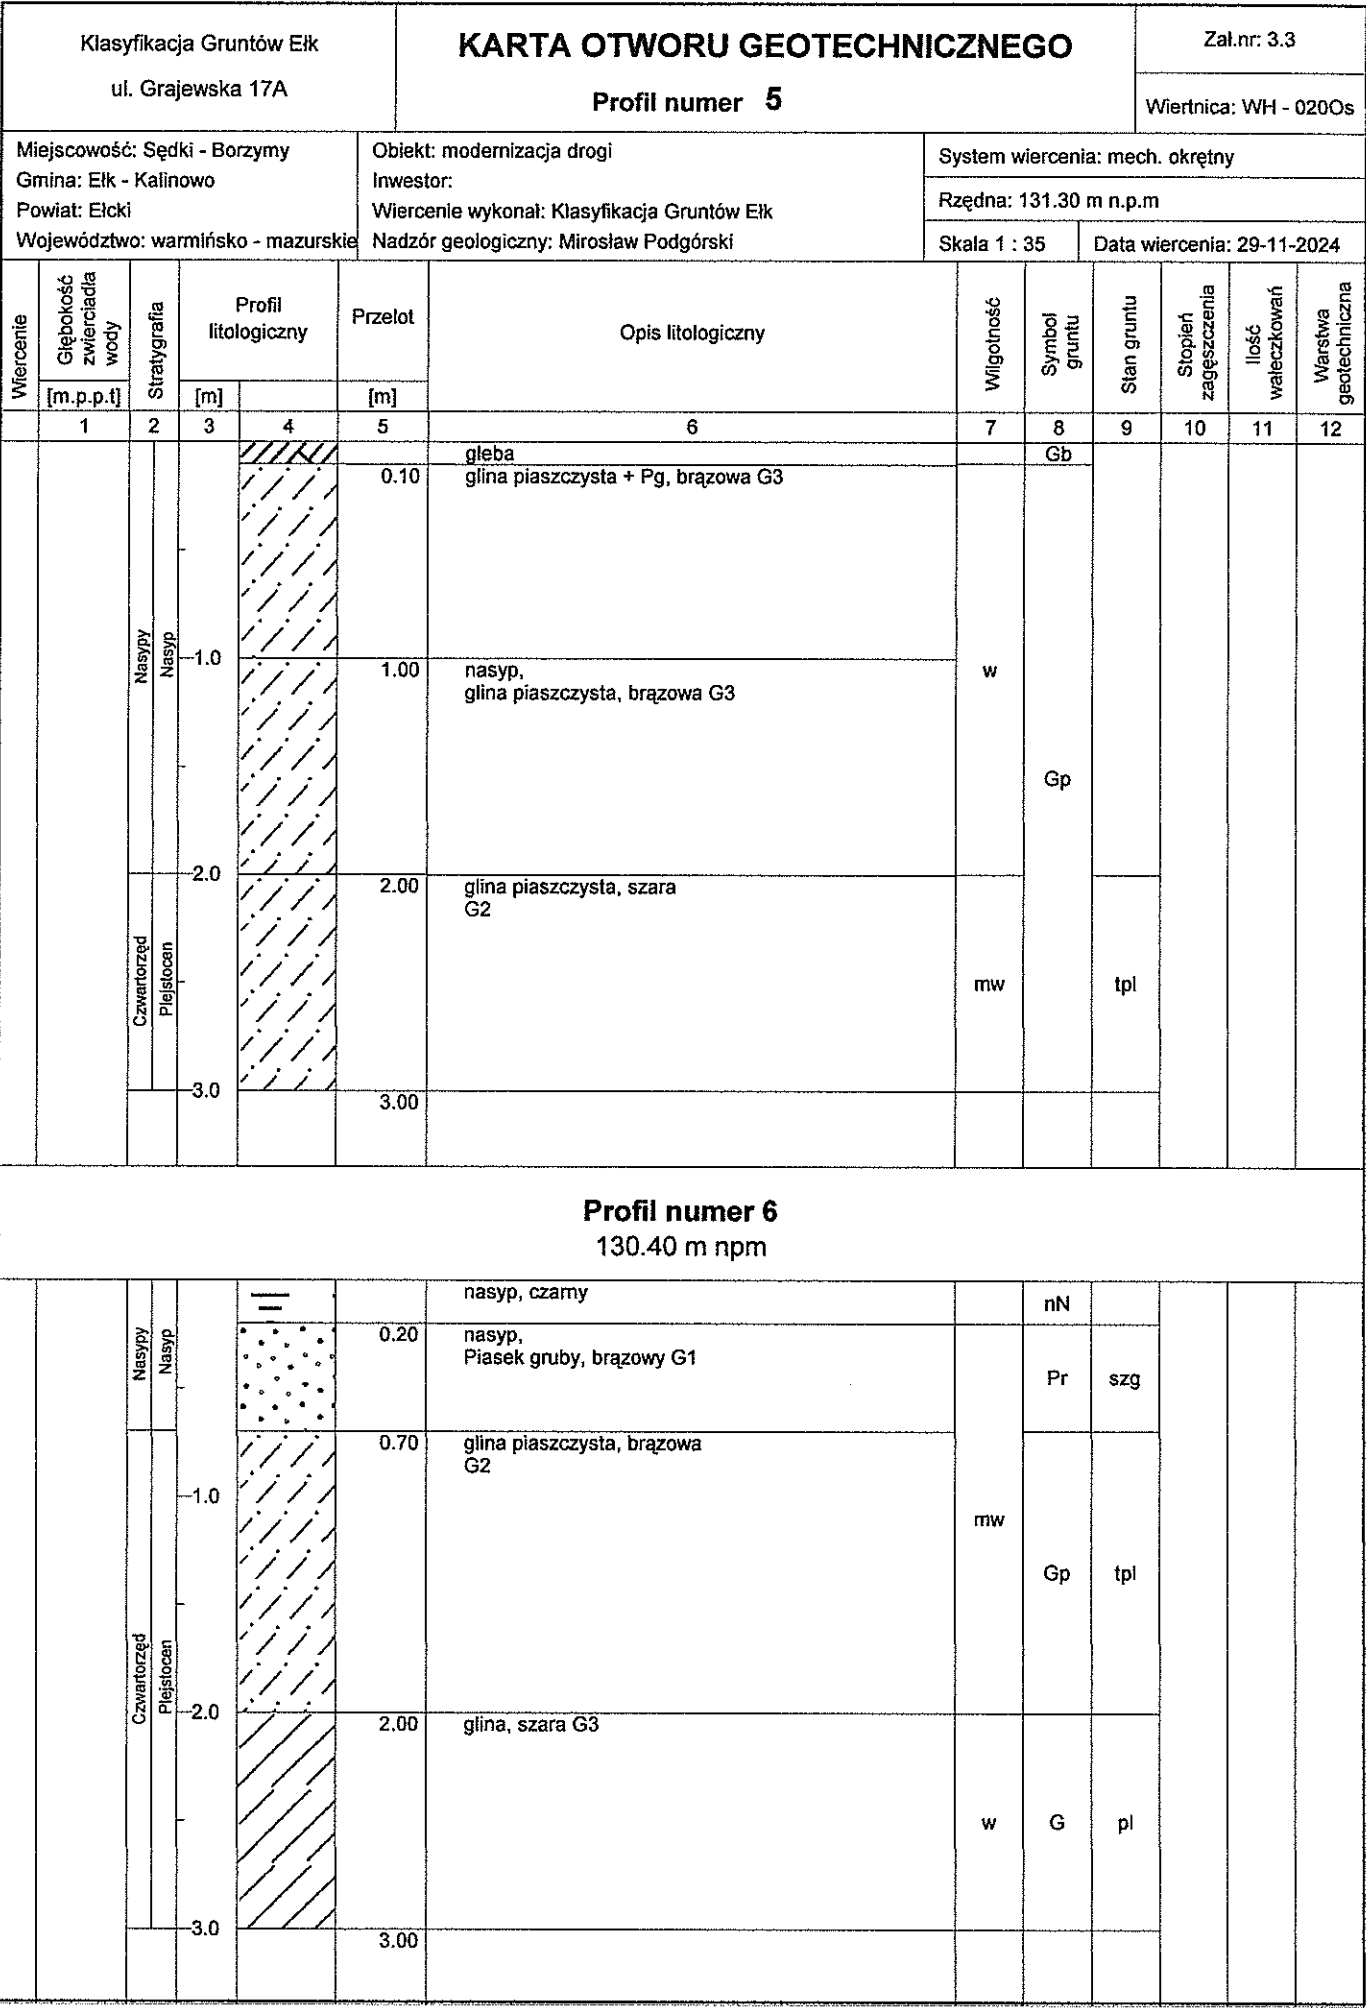 Klasyfikacja Gruntów Ełk
ul. Grajewska 17A
KARTA OTWORU GEOTECHNICZNEGO
Profil numer 5
Zał.nr: 3.3
Wiertnica: WH - 020Os
Miejscowość: Sędki - Borzymy
Gmina: Ełk - Kalinowo
Powiat: Ełcki
Województwo: warmińsko - mazurskie
Obiekt: modernizacja drogi
Inwestor:
Wiercenie wykonał: Klasyfikacja Gruntów Ełk
Nadzór geologiczny: Mirosław Podgórski
System wiercenia: mech. okrętny
Rzędna: 131.30 m n.p.m
Skala 1 : 35
Data wiercenia: 29-11-2024
Wiercenie
Głębokość
zwierciadła
wody
[m.p.p.t]
Stratygrafia
Profil
litologiczny
[m]
Przelot
[m]
Opis litologiczny
Wilgotność
Symbol
gruntu
Stan gruntu
Stopień
zagęszczenia
Ilość
wałeczkowań
Warstwa
geotechniczna
1 2 3 4 5 6 7 8 9 10 11 12
gleba Gb
0.10 glina piaszczysta + Pg, brązowa G3
Nasypy
Nasyp
1.0
1.00 nasyp,
glina piaszczysta, brązowa G3
w
Gp
2.0
2.00 glina piaszczysta, szara
G2
Czwartorzęd
Plejstocen
mw
tpl
3.0
3.00
Profil numer 6
130.40 m npm
nasyp, czarny
nN
Nasypy
Nasyp
0.20 nasyp,
Piasek gruby, brązowy G1
Pr
szg
0.70 glina piaszczysta, brązowa
G2
1.0
mw
Gp
tpl
Czwartorzęd
Plejstocen
2.0
2.00 glina, szara G3
w
G
pl
3.0
3.00